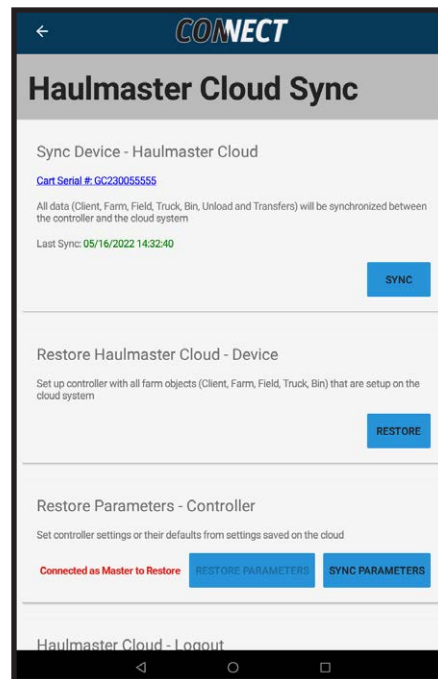 CONNECT
Haulmaster Cloud Sync
Sync Device - Haulmaster Cloud
Cart Serial #: GC230055555
All data (Client, Farm, Field, Truck, Bin, Unload and Transfers) will be synchronized between
the controller and the cloud system
Last Sync: 05/16/2022 14:32:40
SYNC
Restore Haulmaster Cloud - Device
Set up controller with all farm objects (Client, Farm, Field, Truck, Bin) that are setup on the
cloud system
RESTORE
Restore Parameters - Controller
Set controller settings or their defaults from settings saved on the cloud
Connected as Master to Restore RESTORE PARAMETERS SYNC PARAMETERS
Haulmaster Cloud - Logout